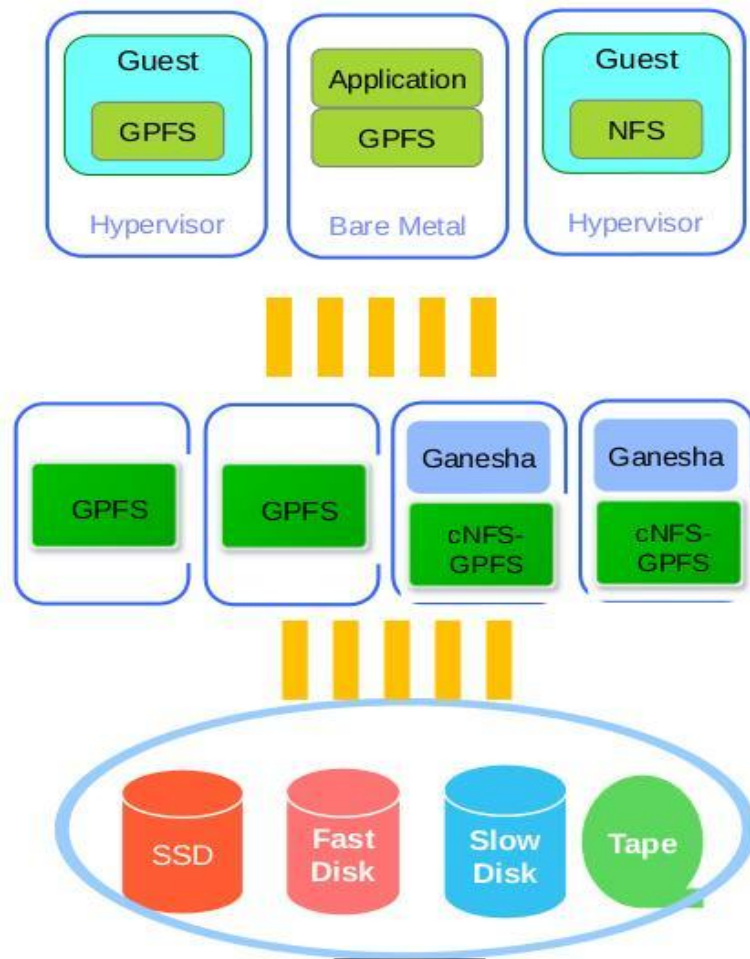 Guest
GPFS
Hypervisor
Application
GPFS
Bare Metal
Guest
NFS
Hypervisor
GPFS
GPFS
Ganesha
cNFS-
GPFS
Ganesha
cNFS-
GPFS
SSD
Fast
Disk
Slow
Disk
Tape